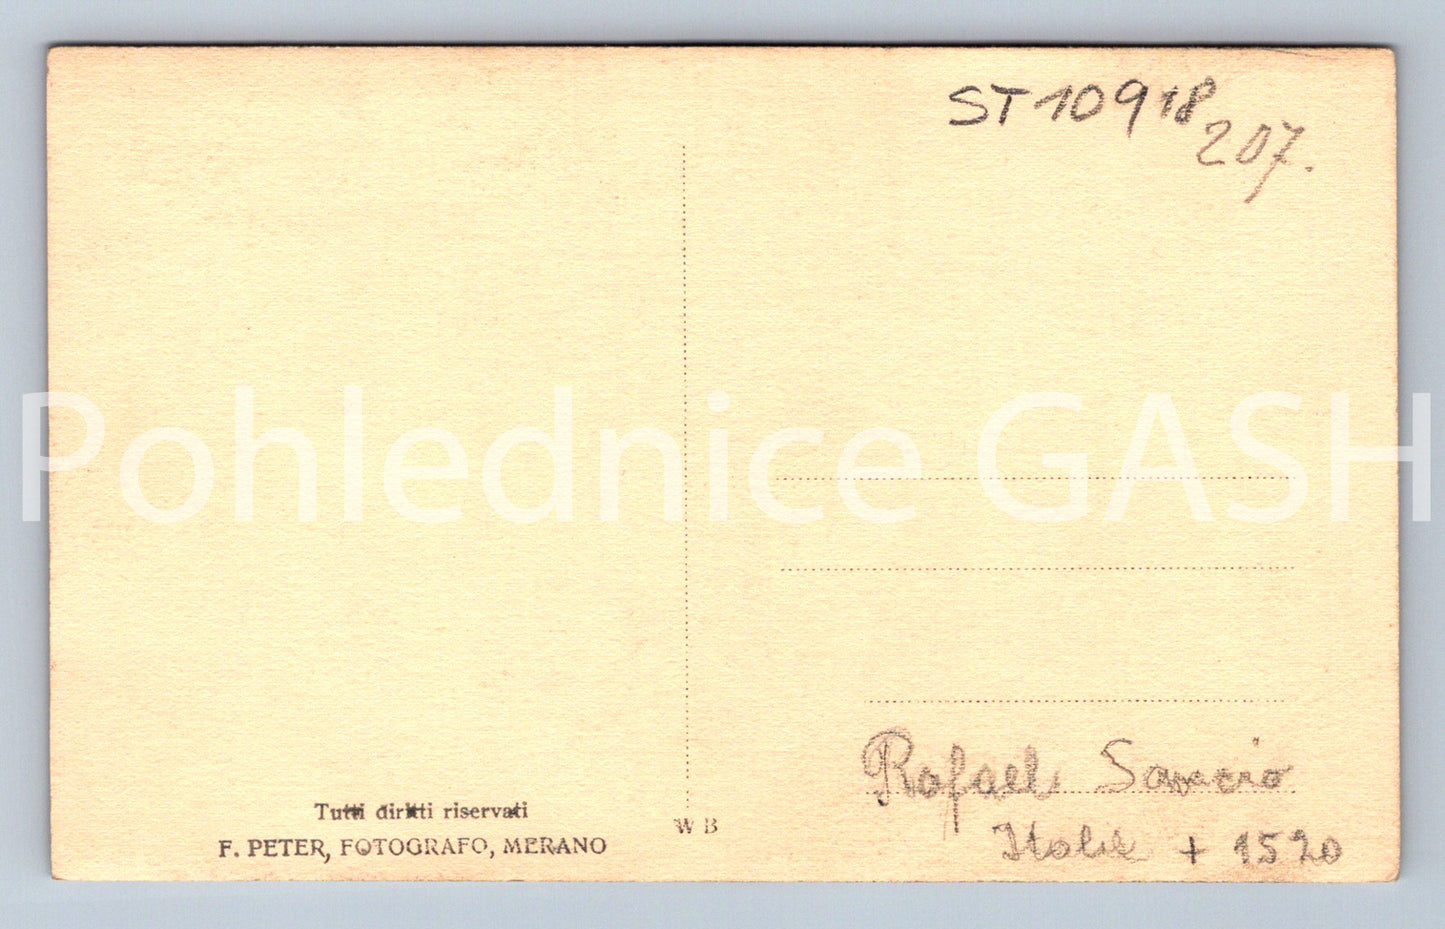 ST10918
207.
Pohlednice GASH
Rafael Sanzio
Italie + 1520
Tutti diritti riservati
F. PETER, FOTOGRAFO, MERANO
W B